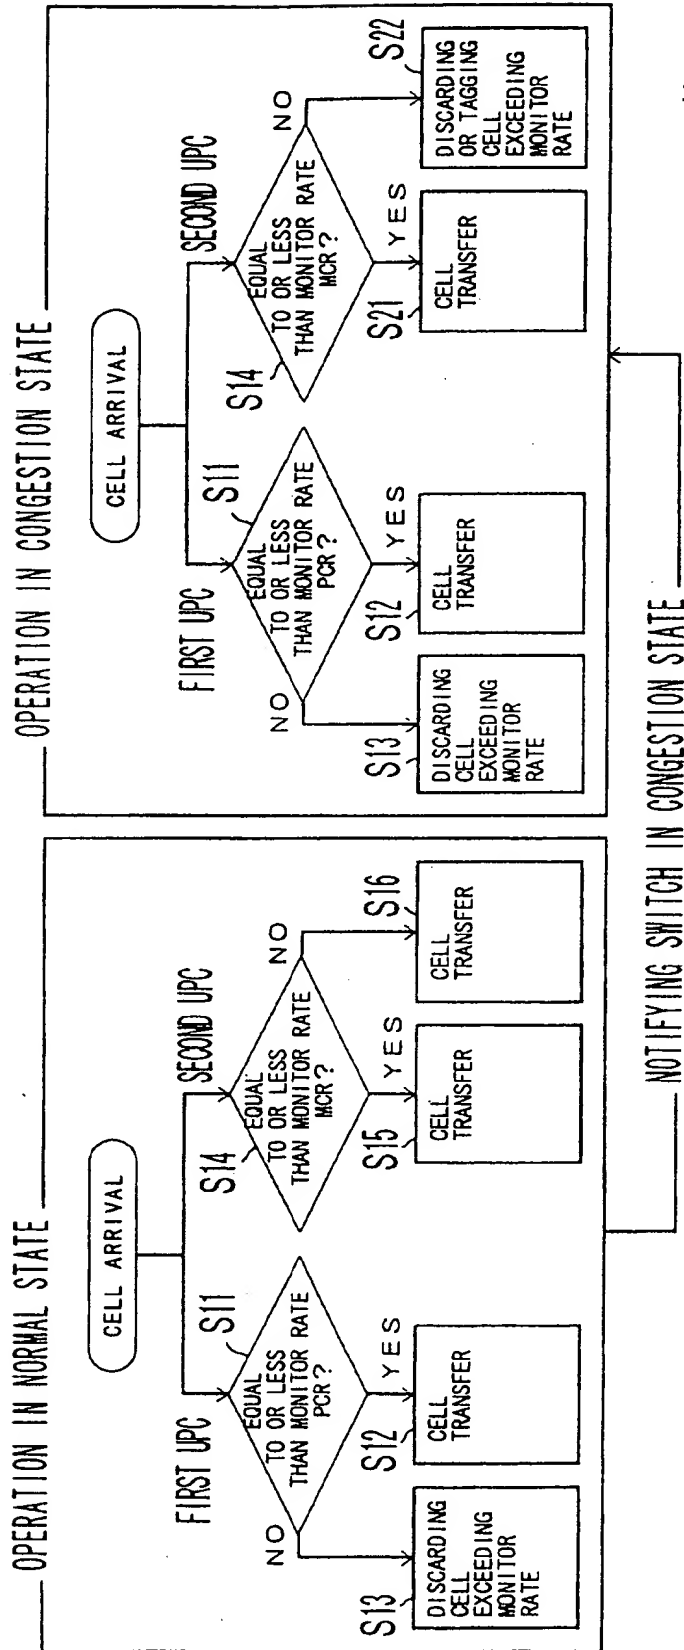 OPERATION IN NORMAL STATE
CELL ARRIVAL
FIRST UPC
SECOND UPC
S11
EQUAL
TO OR LESS
THAN MONITOR RATE
PCR?
NO
YES
S13
DISCARDING
CELL
EXCEEDING
MONITOR
RATE
S12
CELL
TRANSFER
S14
EQUAL
TO OR LESS
THAN MONITOR RATE
MCR?
NO
YES
S15
CELL
TRANSFER
S16
CELL
TRANSFER
OPERATION IN CONGESTION STATE
CELL ARRIVAL
FIRST UPC
SECOND UPC
S11
EQUAL
TO OR LESS
THAN MONITOR RATE
PCR?
NO
YES
S13
DISCARDING
CELL
EXCEEDING
MONITOR
RATE
S12
CELL
TRANSFER
S14
EQUAL
TO OR LESS
THAN MONITOR RATE
MCR?
NO
YES
S21
CELL
TRANSFER
S22
DISCARDING
OR TAGGING
CELL
EXCEEDING
MONITOR
RATE
NOTIFYING SWITCH IN CONGESTION STATE